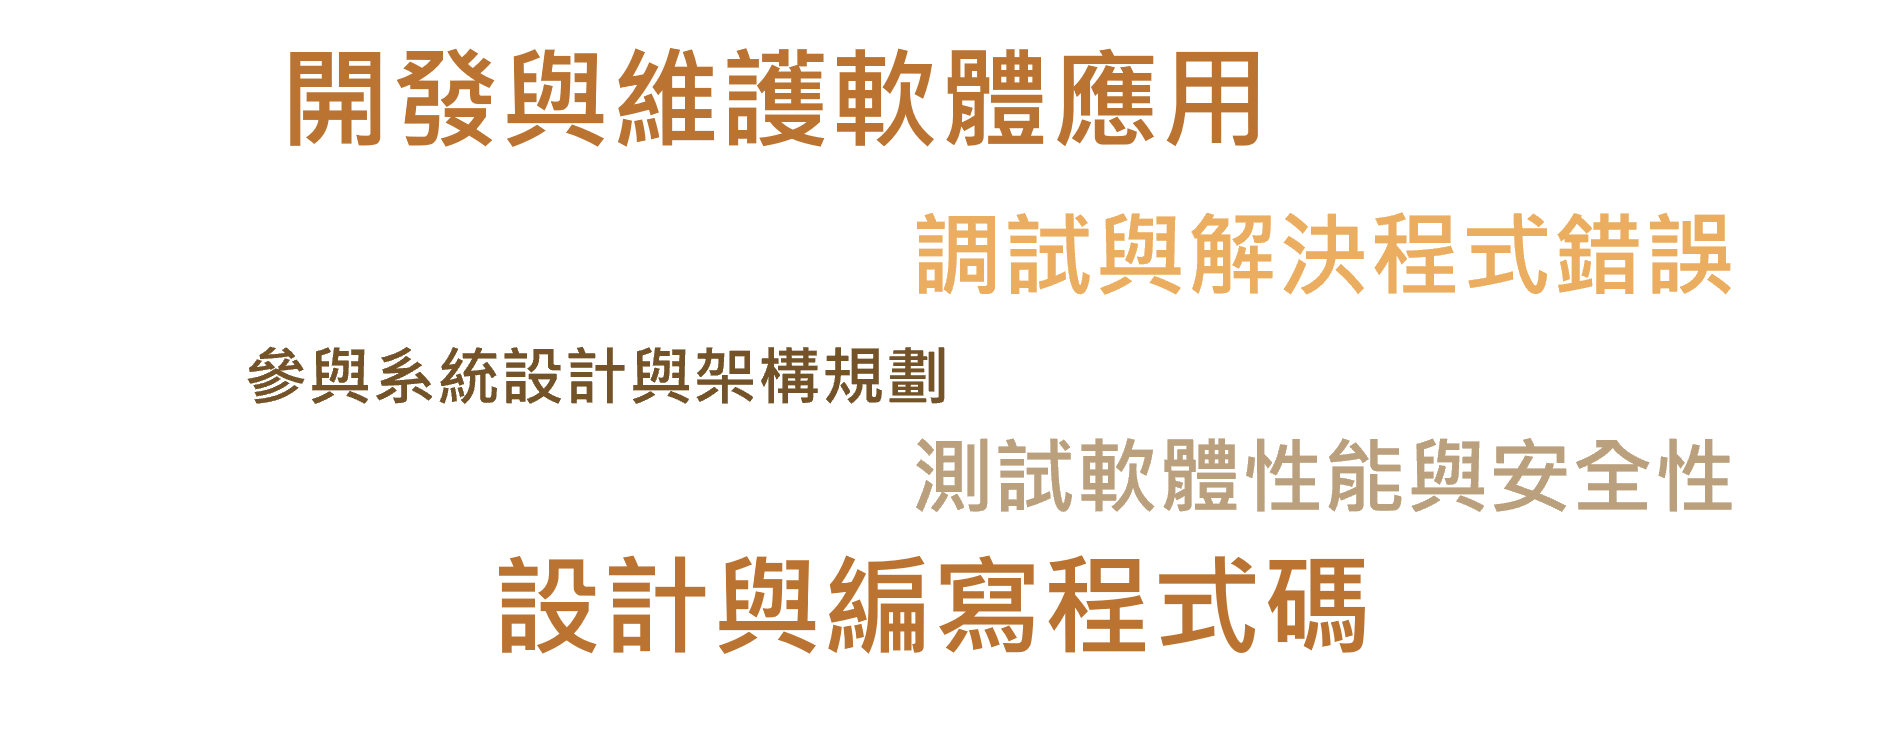 開發與維護軟體應用
調試與解決程式錯誤
參與系統設計與架構規劃
測試軟體性能與安全性
設計與編寫程式碼